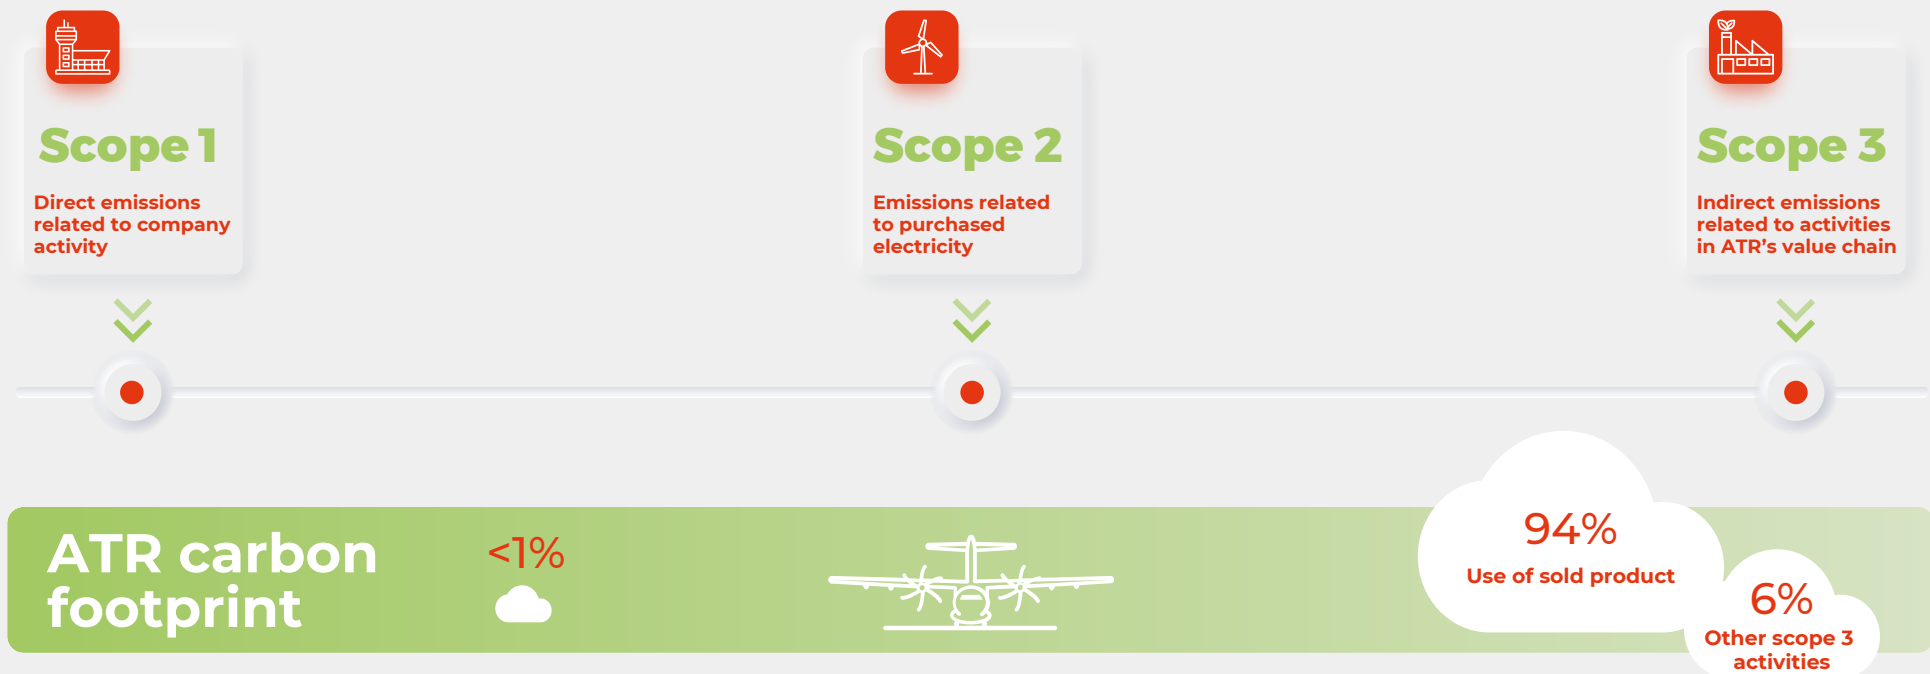 Scope 1
Direct emissions
related to company
activity
Scope 2
Emissions related
to purchased
electricity
Scope 3
Indirect emissions
related to activities
in ATR’s value chain
ATR carbon
footprint
<1%
94%
Use of sold product
6%
Other scope 3
activities